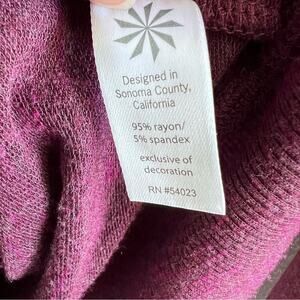 Designed in
Sonoma County,
California
95% rayon/
5% spandex
exclusive of
decoration
RN #54023